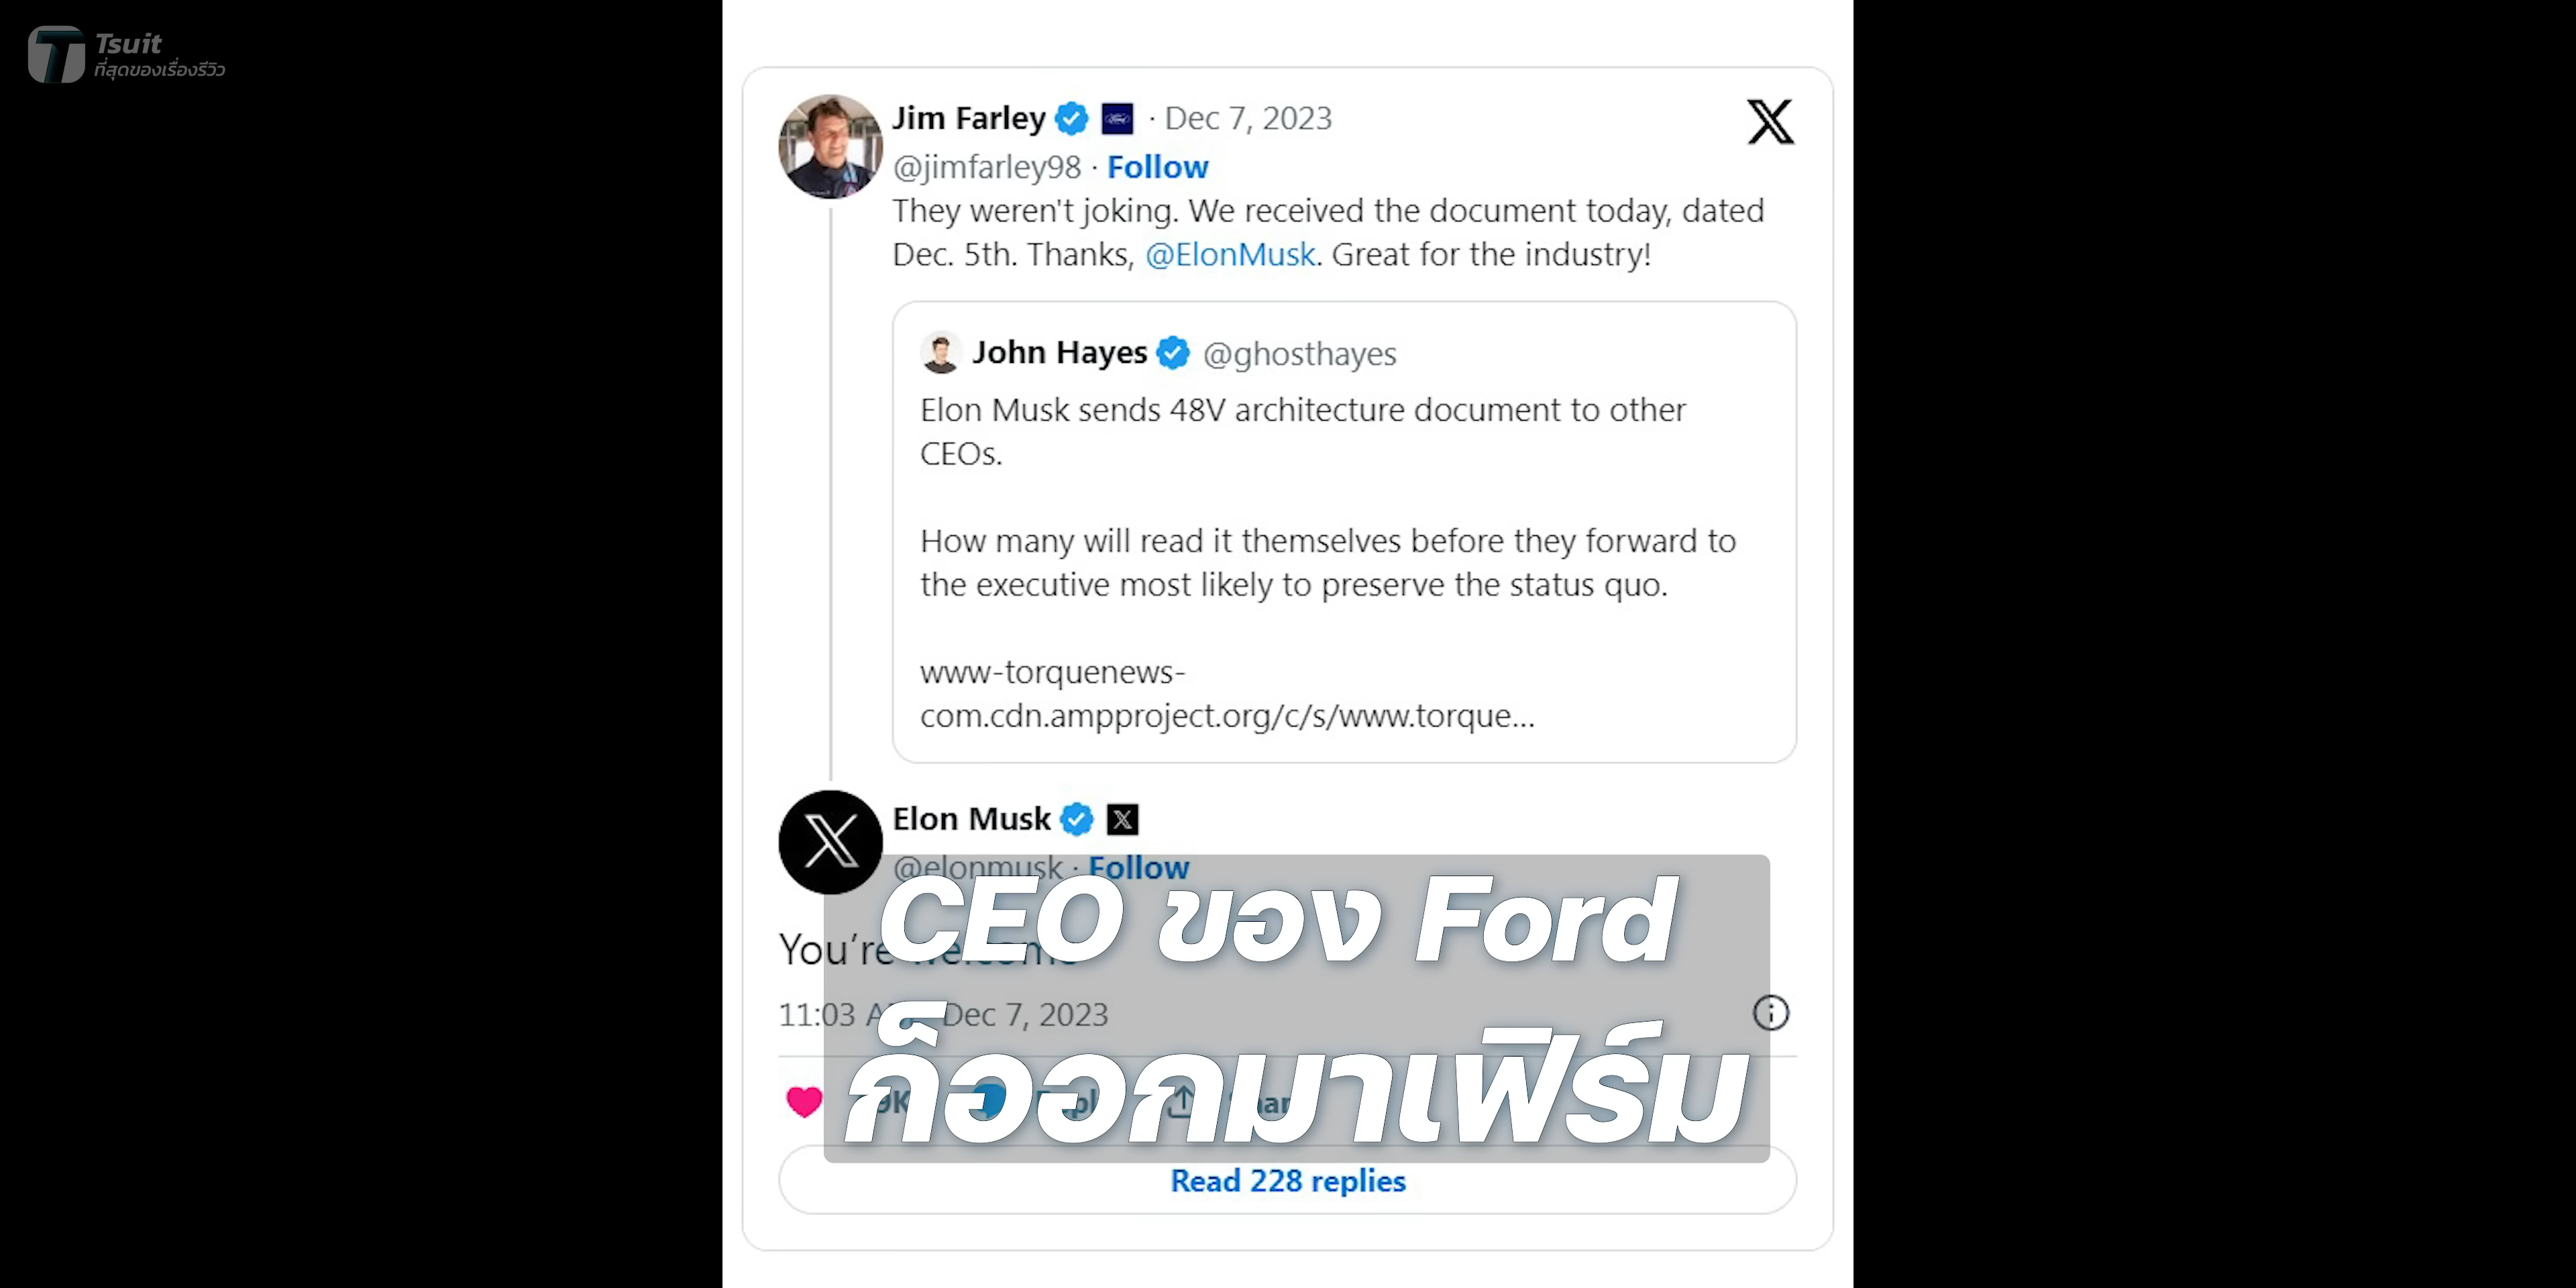 Tsuit
ที่สุดของเรื่องรีวิว
Jim Farley · Dec 7, 2023
@jimfarley98 · Follow
They weren't joking. We received the document today, dated
Dec. 5th. Thanks, @ElonMusk. Great for the industry!
John Hayes @ghosthayes
Elon Musk sends 48V architecture document to other
CEOs.
How many will read it themselves before they forward to
the executive most likely to preserve the status quo.
www-torquenews-
com.cdn.ampproject.org/c/s/www.torque...
Elon Musk
@elonmusk · Follow
You're welcome
11:03 Dec 7, 2023
CEO ของ Ford
ก็ออกมาเฟิร์ม
Read 228 replies